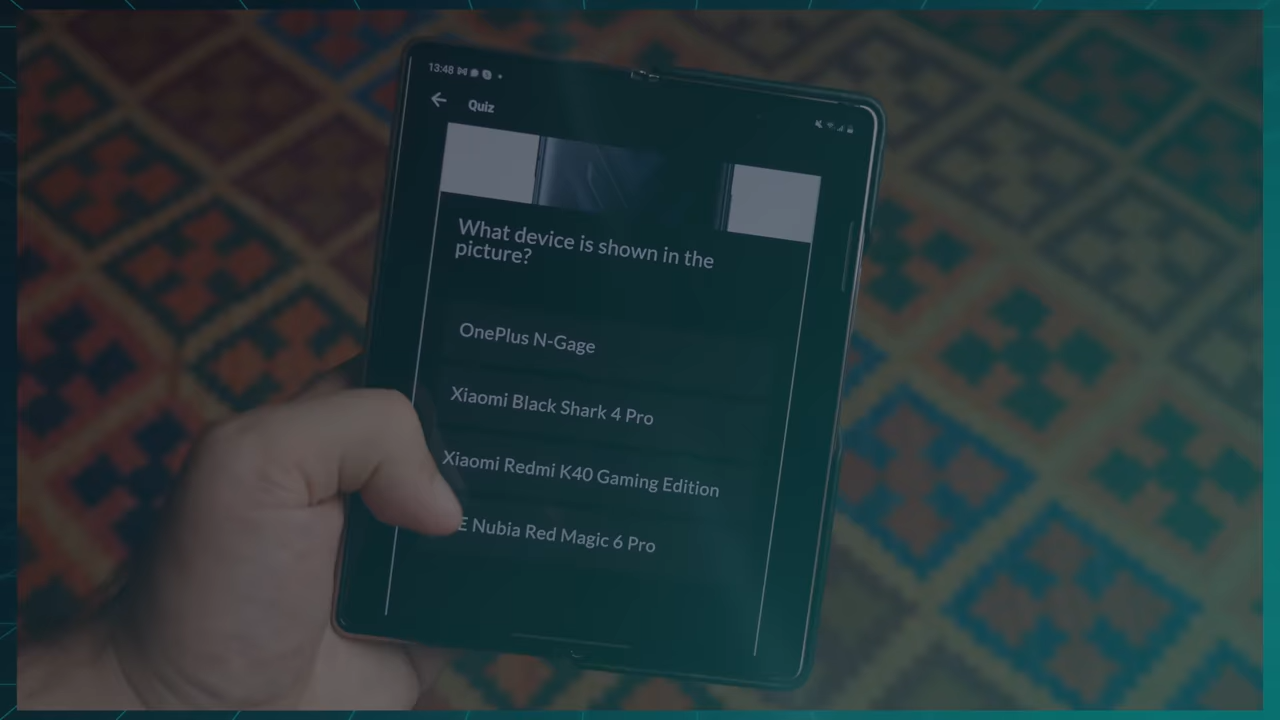 13:48
Quiz
What device is shown in the
picture?
OnePlus N-Gage
Xiaomi Black Shark 4 Pro
Xiaomi Redmi K40 Gaming Edition
E Nubia Red Magic 6 Pro